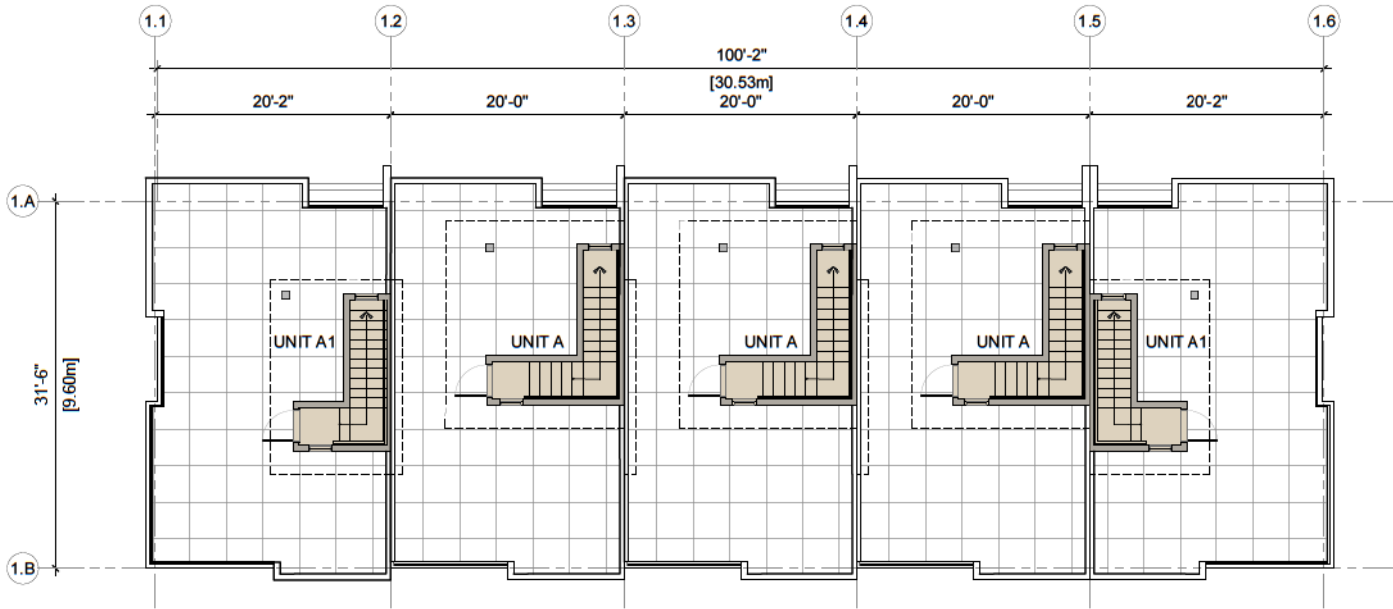 1.1 1.2 1.3 1.4 1.5 1.6
100'-2"
[30.53m]
20'-2" 20'-0" 20'-0" 20'-0" 20'-2"
1.A
UNIT A1 UNIT A UNIT A UNIT A UNIT A1
31'-6"
[9.60m]
1.B